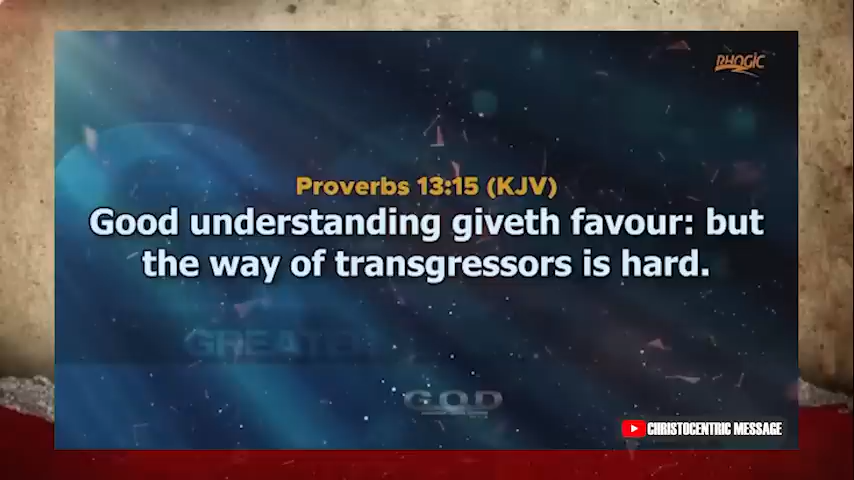 RHOGIC
Proverbs 13:15 (KJV)
Good understanding giveth favour: but
the way of transgressors is hard.
GREATE
GOD
CHRISTOCENTRIC MESSAGE